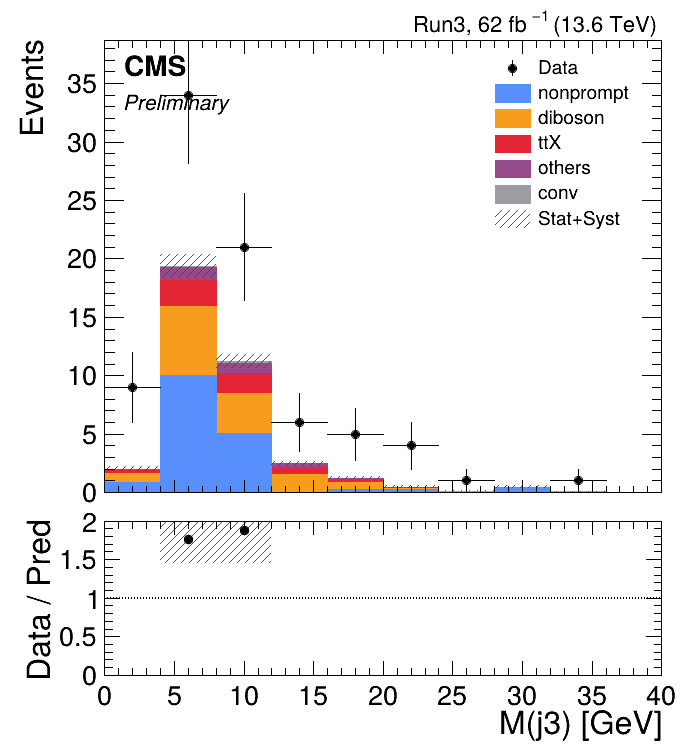 Run3, 62 fb⁻¹ (13.6 TeV)
CMS
Preliminary
Events
35
30
25
20
15
10
5
0
Data
nonprompt
diboson
ttX
others
conv
Stat+Syst
Data / Pred
2
1.5
1
0.5
0
0 5 10 15 20 25 30 35 40
M(j3) [GeV]